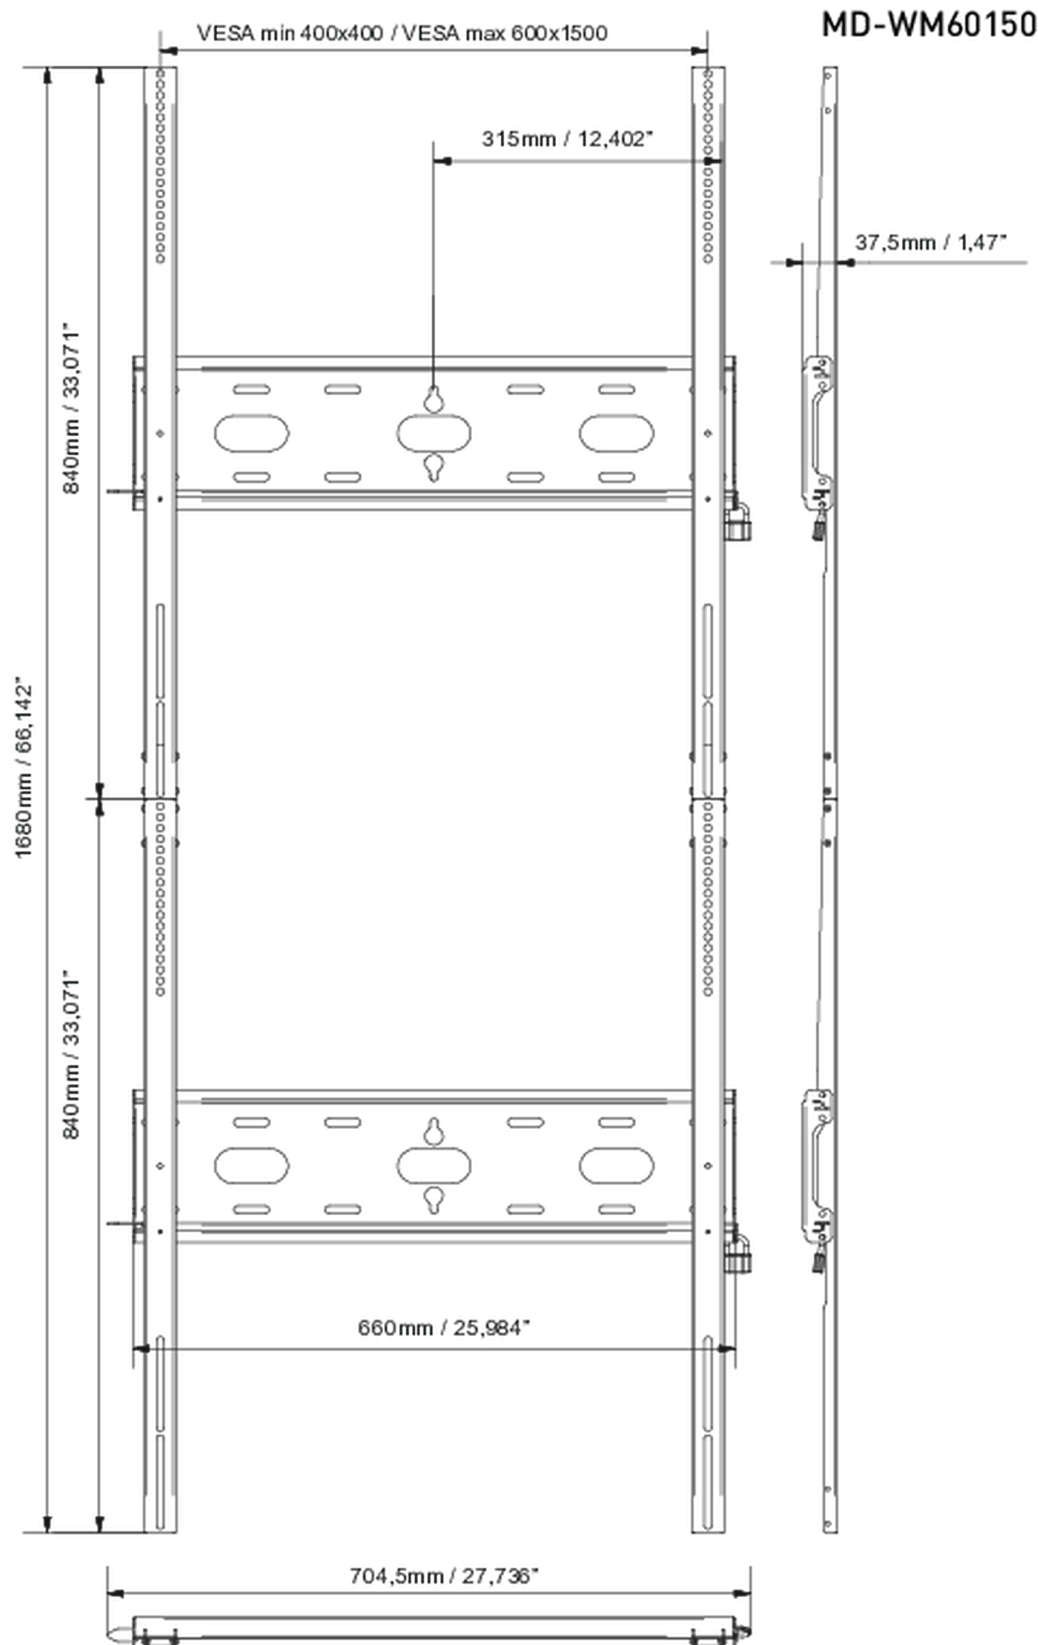 MD-WM60150
VESA min 400x400 / VESA max 600x1500
315mm / 12,402”
37,5mm / 1,47”
840mm / 33,071”
1680mm / 66,142”
840mm / 33,071”
660mm / 25,984”
704,5mm / 27,736”